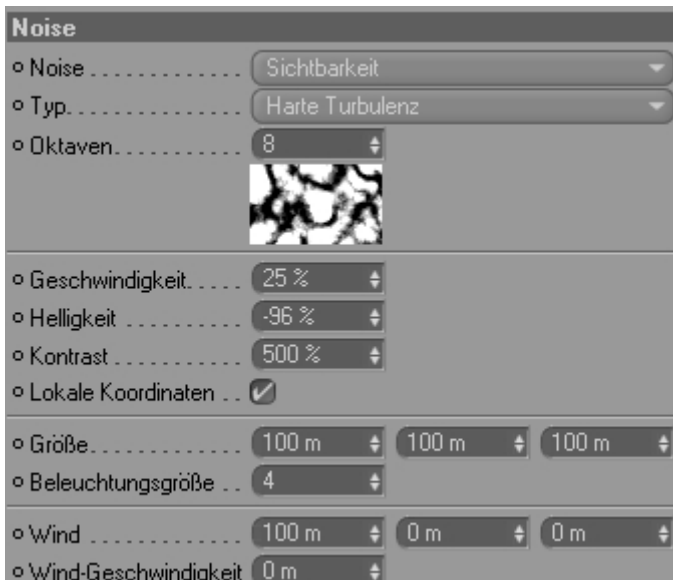 Noise
Noise . . . . . . . . . . . . . Sichtbarkeit
Typ. . . . . . . . . . . . . . . Harte Turbulenz
Oktaven. . . . . . . . . . . 8
Geschwindigkeit. . . . . 25 %
Helligkeit . . . . . . . . . . -96 %
Kontrast . . . . . . . . . . . 500 %
Lokale Koordinaten . .
Größe. . . . . . . . . . . . . 100 m 100 m 100 m
Beleuchtungsgröße . . 4
Wind . . . . . . . . . . . . . 100 m 0 m 0 m
Wind-Geschwindigkeit 0 m